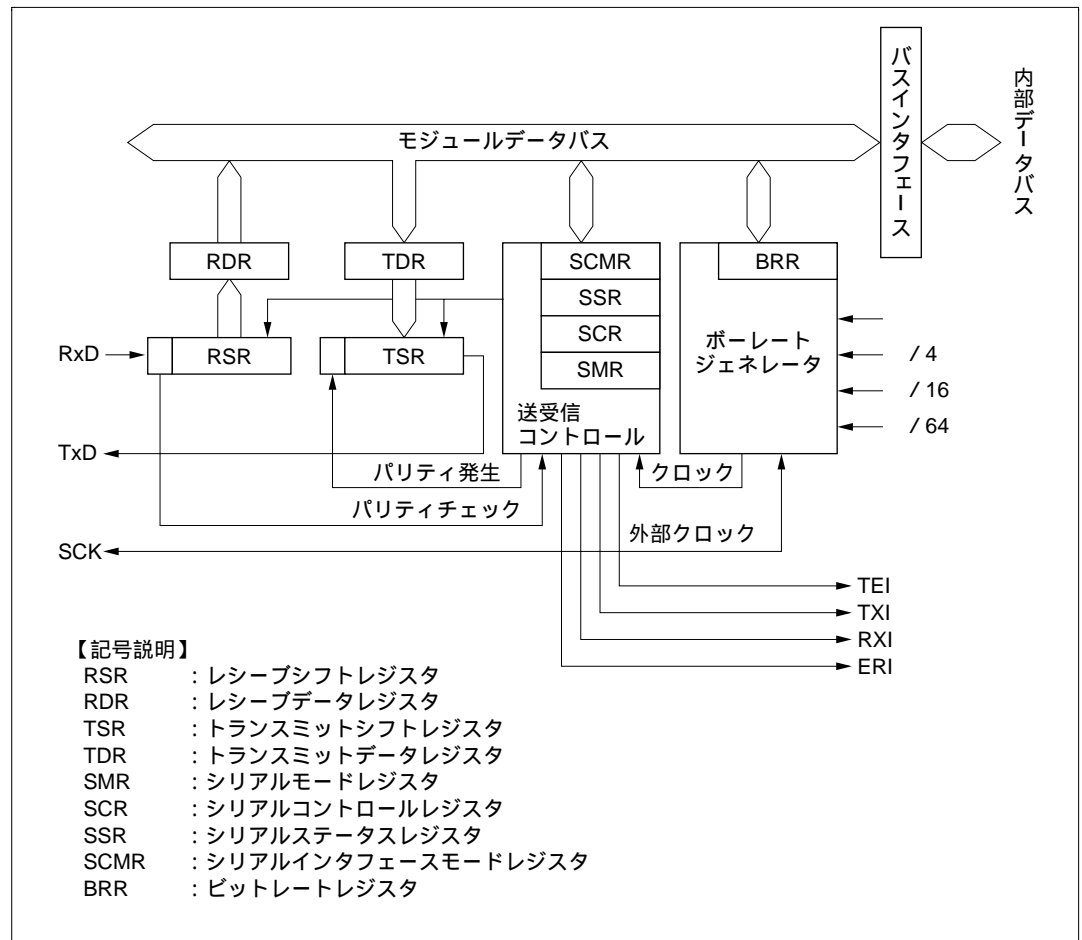 バスインタフェース
内部データバス
モジュールデータバス
RDR
TDR
SCMR
BRR
SSR
SCR
SMR
RxD
RSR
TSR
ボーレート
ジェネレータ
/ 4
/ 16
/ 64
送受信
コントロール
TxD
パリティ発生
クロック
パリティチェック
外部クロック
SCK
TEI
TXI
RXI
ERI
【記号説明】
RSR : レシーブシフトレジスタ
RDR : レシーブデータレジスタ
TSR : トランスミットシフトレジスタ
TDR : トランスミットデータレジスタ
SMR : シリアルモードレジスタ
SCR : シリアルコントロールレジスタ
SSR : シリアルステータスレジスタ
SCMR : シリアルインタフェースモードレジスタ
BRR : ビットレートレジスタ